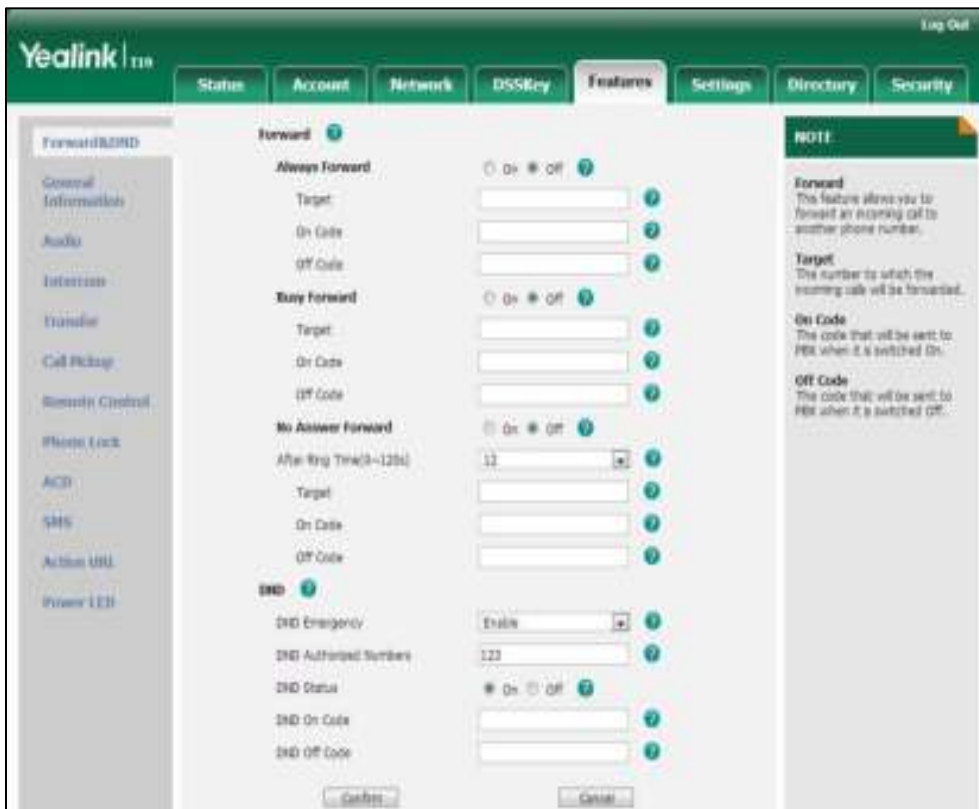 Log Out
Yealink T19
Status Account Network DSSKey Features Settings Directory Security
Forward&DND
General
Information
Audio
Intercom
Transfer
Call Pickup
Remote Control
Phone Lock
ACD
SMS
Action URL
Power LED
Forward ?
Always Forward On Off ?
Target ?
On Code ?
Off Code ?
Busy Forward On Off ?
Target ?
On Code ?
Off Code ?
No Answer Forward On Off ?
After Ring Time(0~120s) 12 ?
Target ?
On Code ?
Off Code ?
DND ?
DND Emergency Enable ?
DND Authorized Numbers 123 ?
DND Status On Off ?
DND On Code ?
DND Off Code ?
Confirm Cancel
NOTE
Forward
This feature allows you to
forward an incoming call to
another phone number.
Target
The number to which the
incoming calls will be forwarded.
On Code
The code that will be sent to
PBX when it is switched On.
Off Code
The code that will be sent to
PBX when it is switched Off.